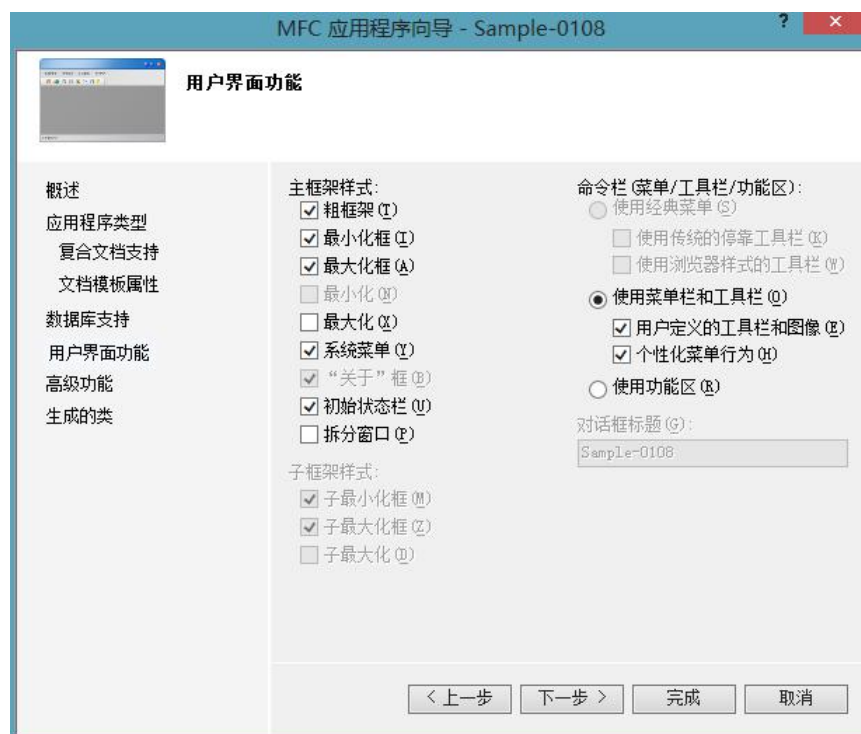 MFC 应用程序向导 - Sample-0108
?
用户界面功能
概述
应用程序类型
复合文档支持
文档模板属性
数据库支持
用户界面功能
高级功能
生成的类
主框架样式:
粗框架(T)
最小化框(I)
最大化框(A)
最小化(N)
最大化(X)
系统菜单(Y)
“关于”框(B)
初始状态栏(U)
拆分窗口(P)
子框架样式:
子最小化框(M)
子最大化框(Z)
子最大化(D)
命令栏(菜单/工具栏/功能区):
使用经典菜单(S)
使用传统的停靠工具栏(K)
使用浏览器样式的工具栏(W)
使用菜单栏和工具栏(O)
用户定义的工具栏和图像(E)
个性化菜单行为(H)
使用功能区(R)
对话框标题(G):
Sample-0108
< 上一步
下一步 >
完成
取消